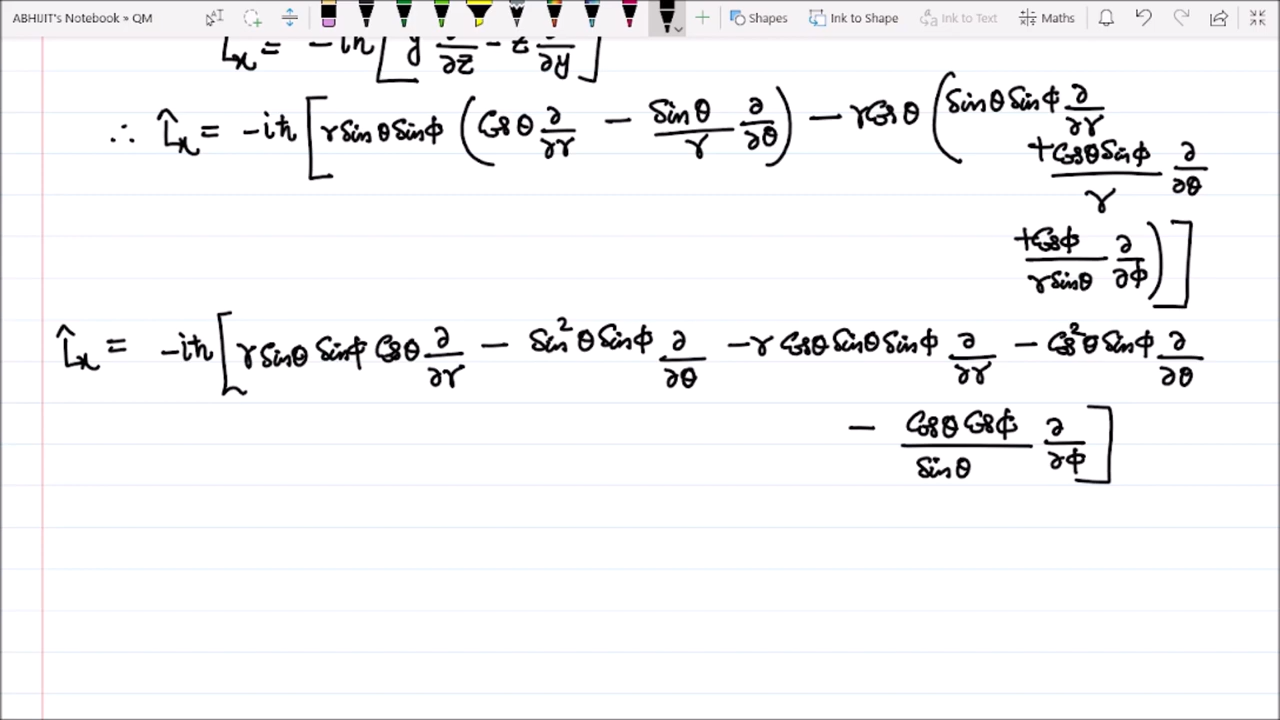 ABHIJIT's Notebook » QM
Shapes Ink to Shape Ink to Text Maths
L̂x = -iħ [ y ∂/∂z - z ∂/∂y ]
∴ L̂x = -iħ [ r Sinθ Sinϕ ( Cosθ ∂/∂r - Sinθ/r ∂/∂θ ) - r Cosθ ( Sinθ Sinϕ ∂/∂r
+ Cosθ Sinϕ/r ∂/∂θ
+ Cosϕ/r Sinθ ∂/∂ϕ ) ]
L̂x = -iħ [ r Sinθ Sinϕ Cosθ ∂/∂r - Sin²θ Sinϕ ∂/∂θ - r Cosθ Sinθ Sinϕ ∂/∂r - Cos²θ Sinϕ ∂/∂θ
- Cosθ Cosϕ/Sinθ ∂/∂ϕ ]